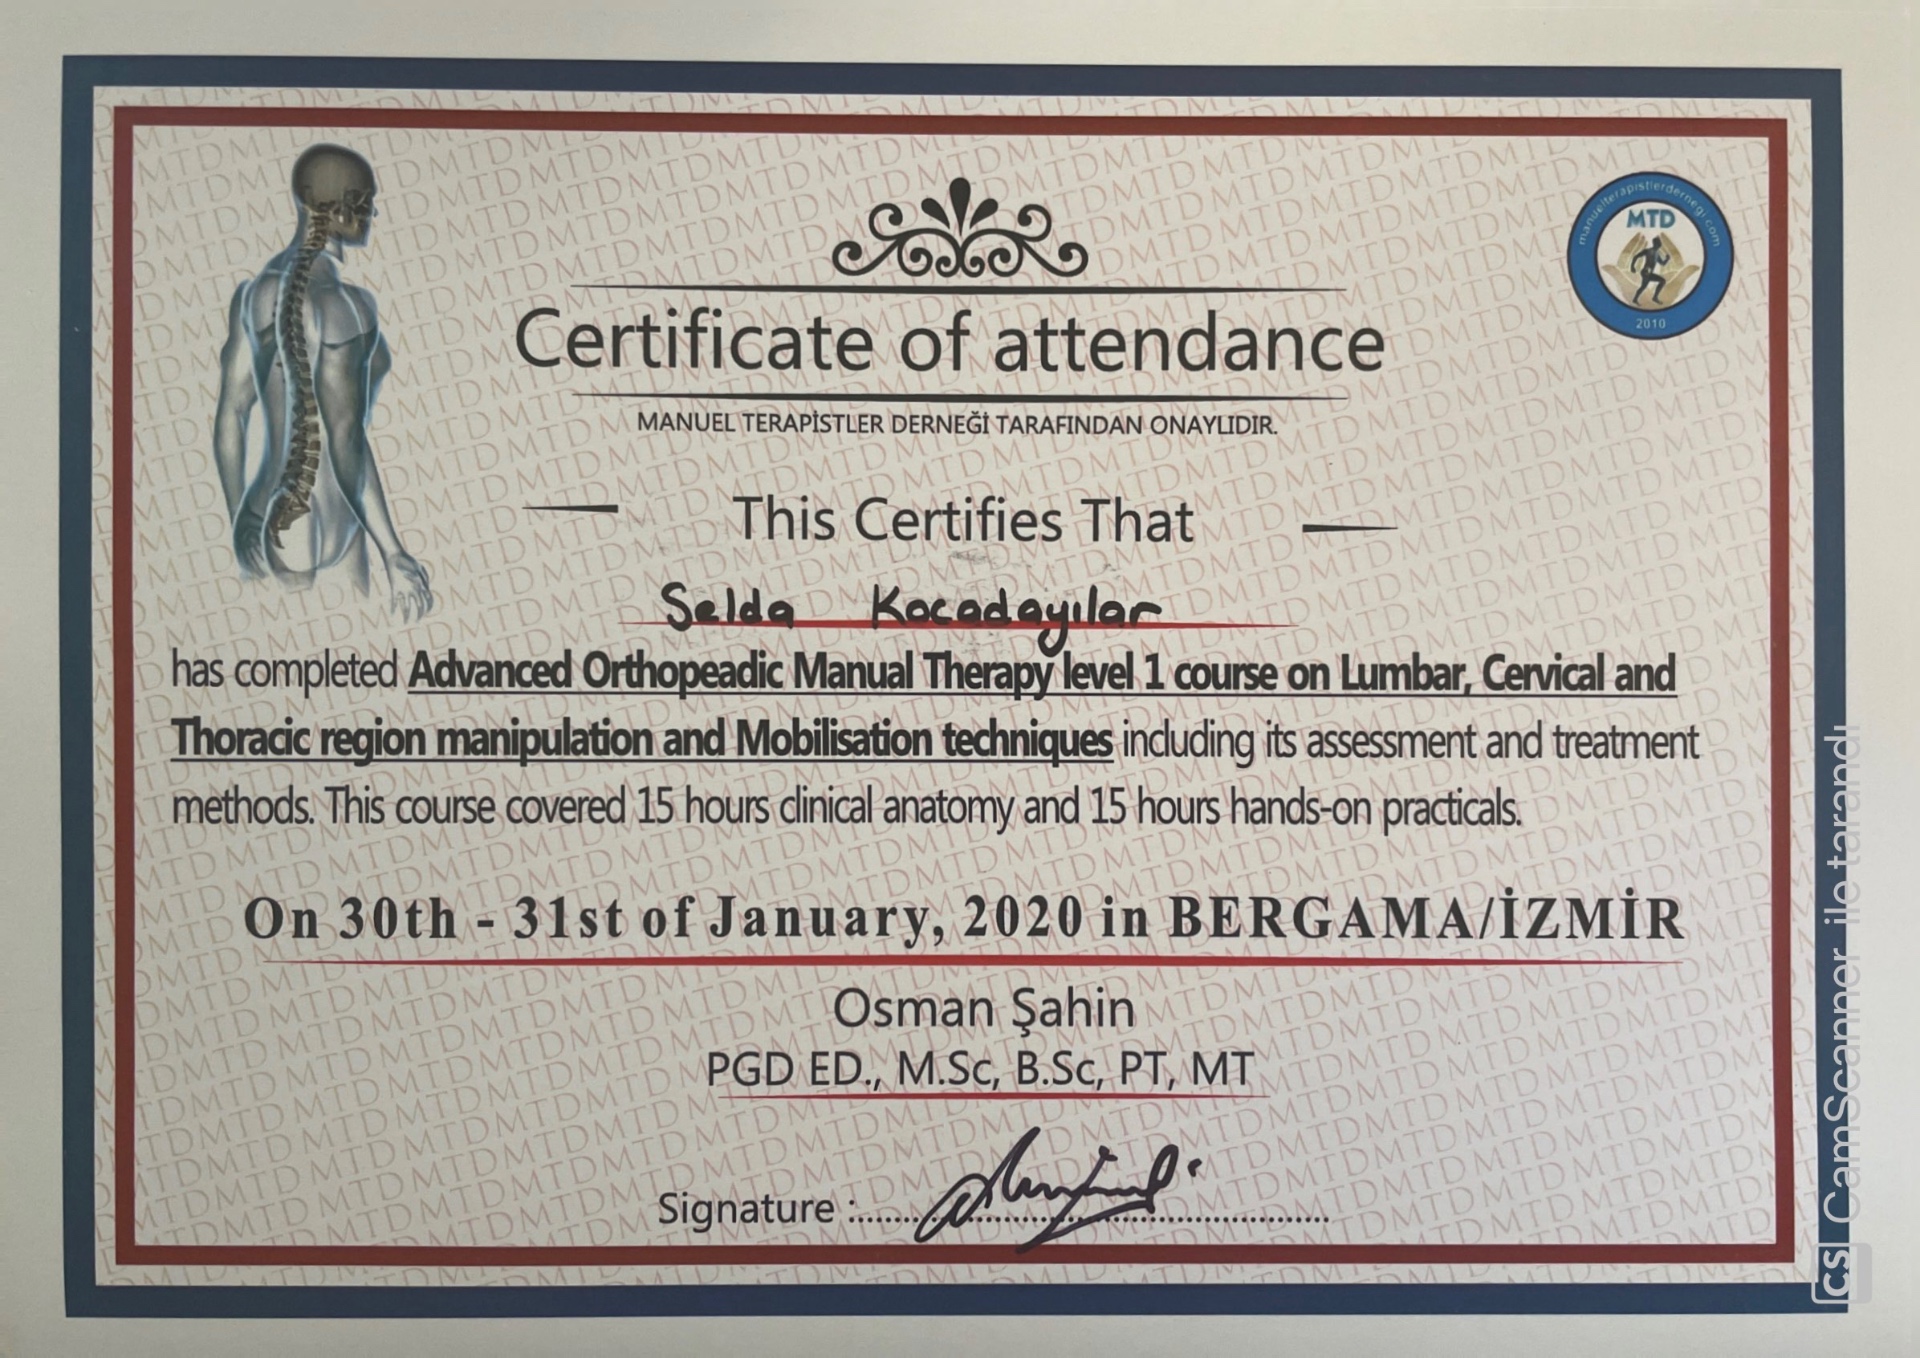 manuelterapistlerdernegi.com
MTD
2010
Certificate of attendance
MANUEL TERAPİSTLER DERNEĞİ TARAFINDAN ONAYLIDIR.
This Certifies That
Selda Kocadayılar
has completed Advanced Orthopeadic Manual Therapy level 1 course on Lumbar, Cervical and
Thoracic region manipulation and Mobilisation techniques including its assessment and treatment
methods. This course covered 15 hours clinical anatomy and 15 hours hands-on practicals.
On 30th - 31st of January, 2020 in BERGAMA/İZMİR
Osman Şahin
PGD ED., M.Sc, B.Sc, PT, MT
Signature :
CS CamScanner ile tarandı